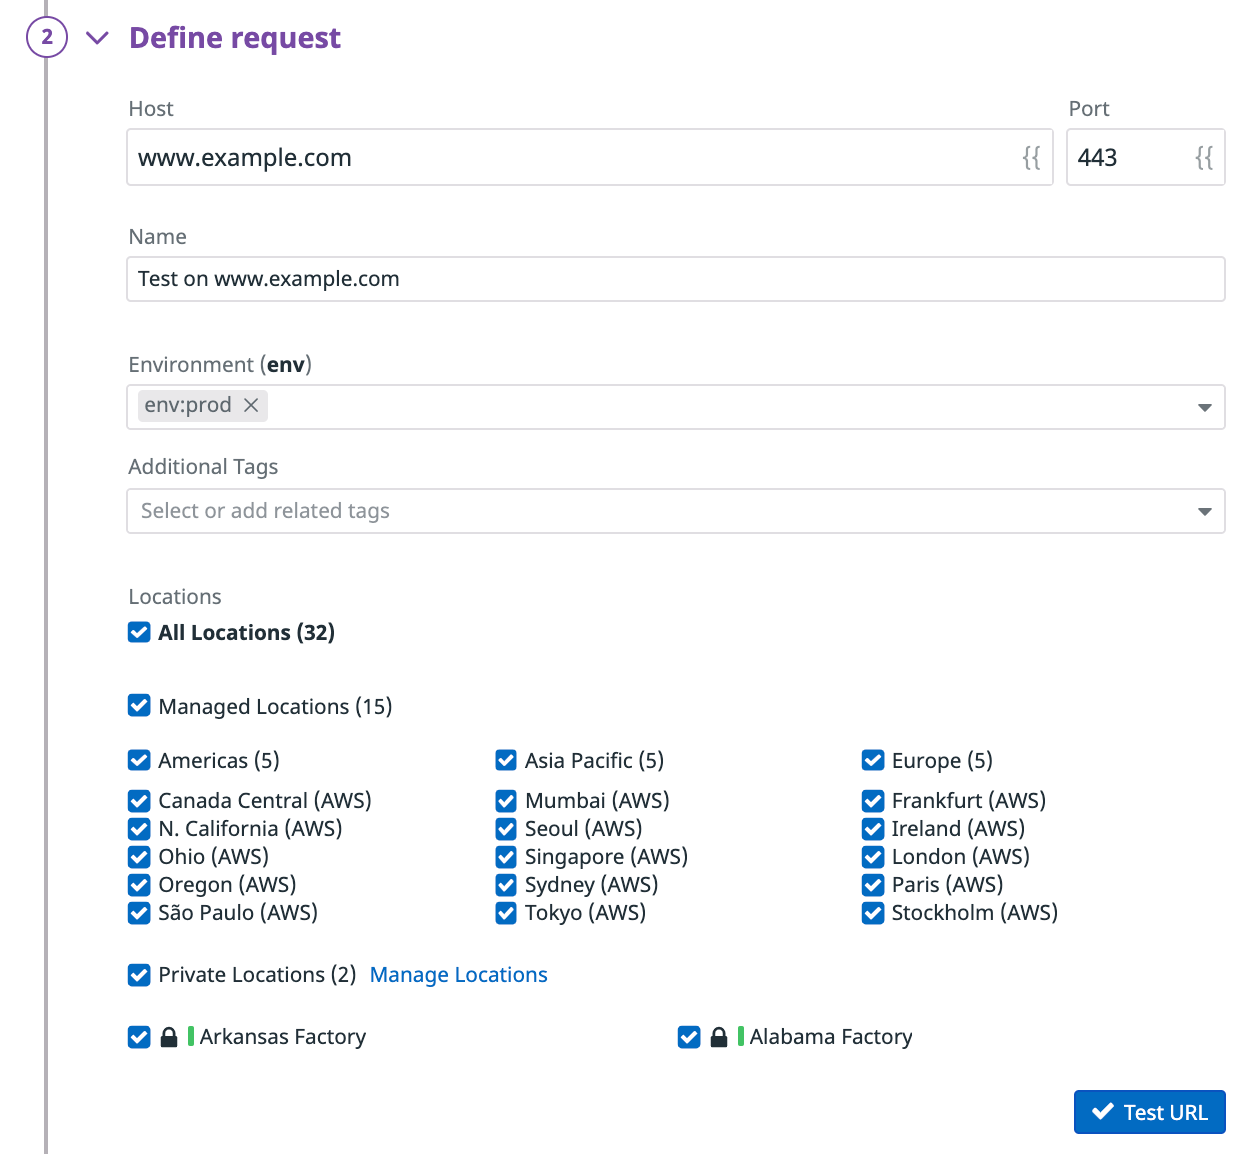 2 Define request
Host Port
www.example.com {{ 443 {{
Name
Test on www.example.com
Environment (env)
env:prod
Additional Tags
Select or add related tags
Locations
All Locations (32)
Managed Locations (15)
Americas (5) Asia Pacific (5) Europe (5)
Canada Central (AWS) Mumbai (AWS) Frankfurt (AWS)
N. California (AWS) Seoul (AWS) Ireland (AWS)
Ohio (AWS) Singapore (AWS) London (AWS)
Oregon (AWS) Sydney (AWS) Paris (AWS)
São Paulo (AWS) Tokyo (AWS) Stockholm (AWS)
Private Locations (2) Manage Locations
Arkansas Factory Alabama Factory
Test URL